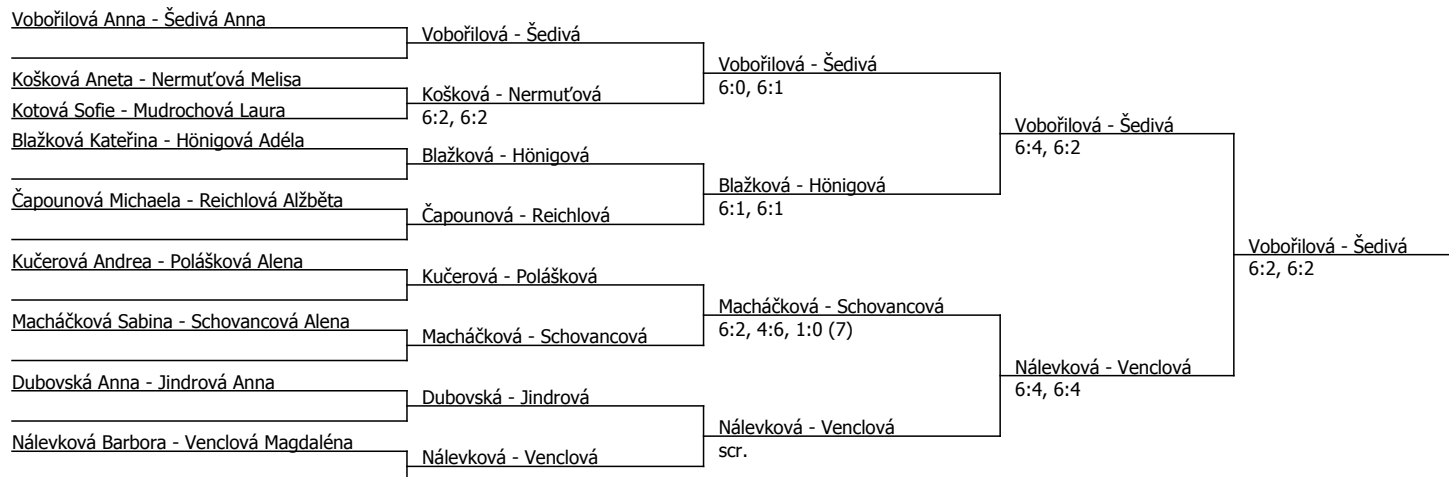 Vobořilová Anna - Šedivá Anna
Vobořilová - Šedivá
Vobořilová - Šedivá
6:0, 6:1
Košková Aneta - Nermuťová Melisa
Košková - Nermuťová
6:2, 6:2
Kotová Sofie - Mudrochová Laura
Vobořilová - Šedivá
6:4, 6:2
Blažková Kateřina - Hönigová Adéla
Blažková - Hönigová
Blažková - Hönigová
6:1, 6:1
Čapounová Michaela - Reichlová Alžběta
Čapounová - Reichlová
Vobořilová - Šedivá
6:2, 6:2
Kučerová Andrea - Polášková Alena
Kučerová - Polášková
Macháčková - Schovancová
6:2, 4:6, 1:0 (7)
Macháčková Sabina - Schovancová Alena
Macháčková - Schovancová
Nálevková - Venclová
6:4, 6:4
Dubovská Anna - Jindrová Anna
Dubovská - Jindrová
Nálevková - Venclová
scr.
Nálevková Barbora - Venclová Magdaléna
Nálevková - Venclová